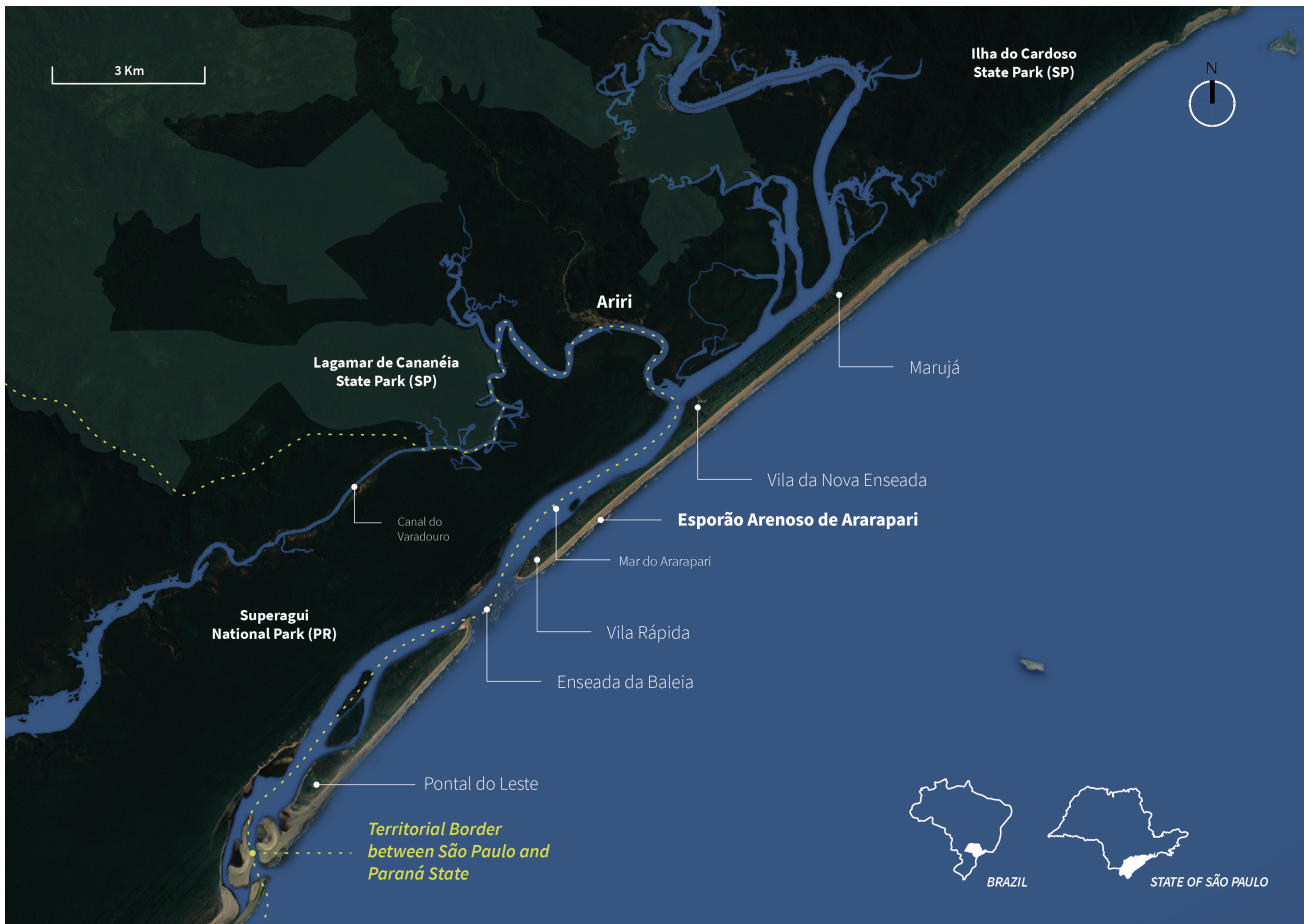 3 Km
Ilha do Cardoso
State Park (SP)
N
Ariri
Lagamar de Cananéia
State Park (SP)
Marujá
Vila da Nova Enseada
Esporão Arenoso de Ararapari
Canal do
Varadouro
Mar do Ararapari
Superagui
National Park (PR)
Vila Rápida
Enseada da Baleia
Pontal do Leste
Territorial Border
between São Paulo and
Paraná State
BRAZIL
STATE OF SÃO PAULO